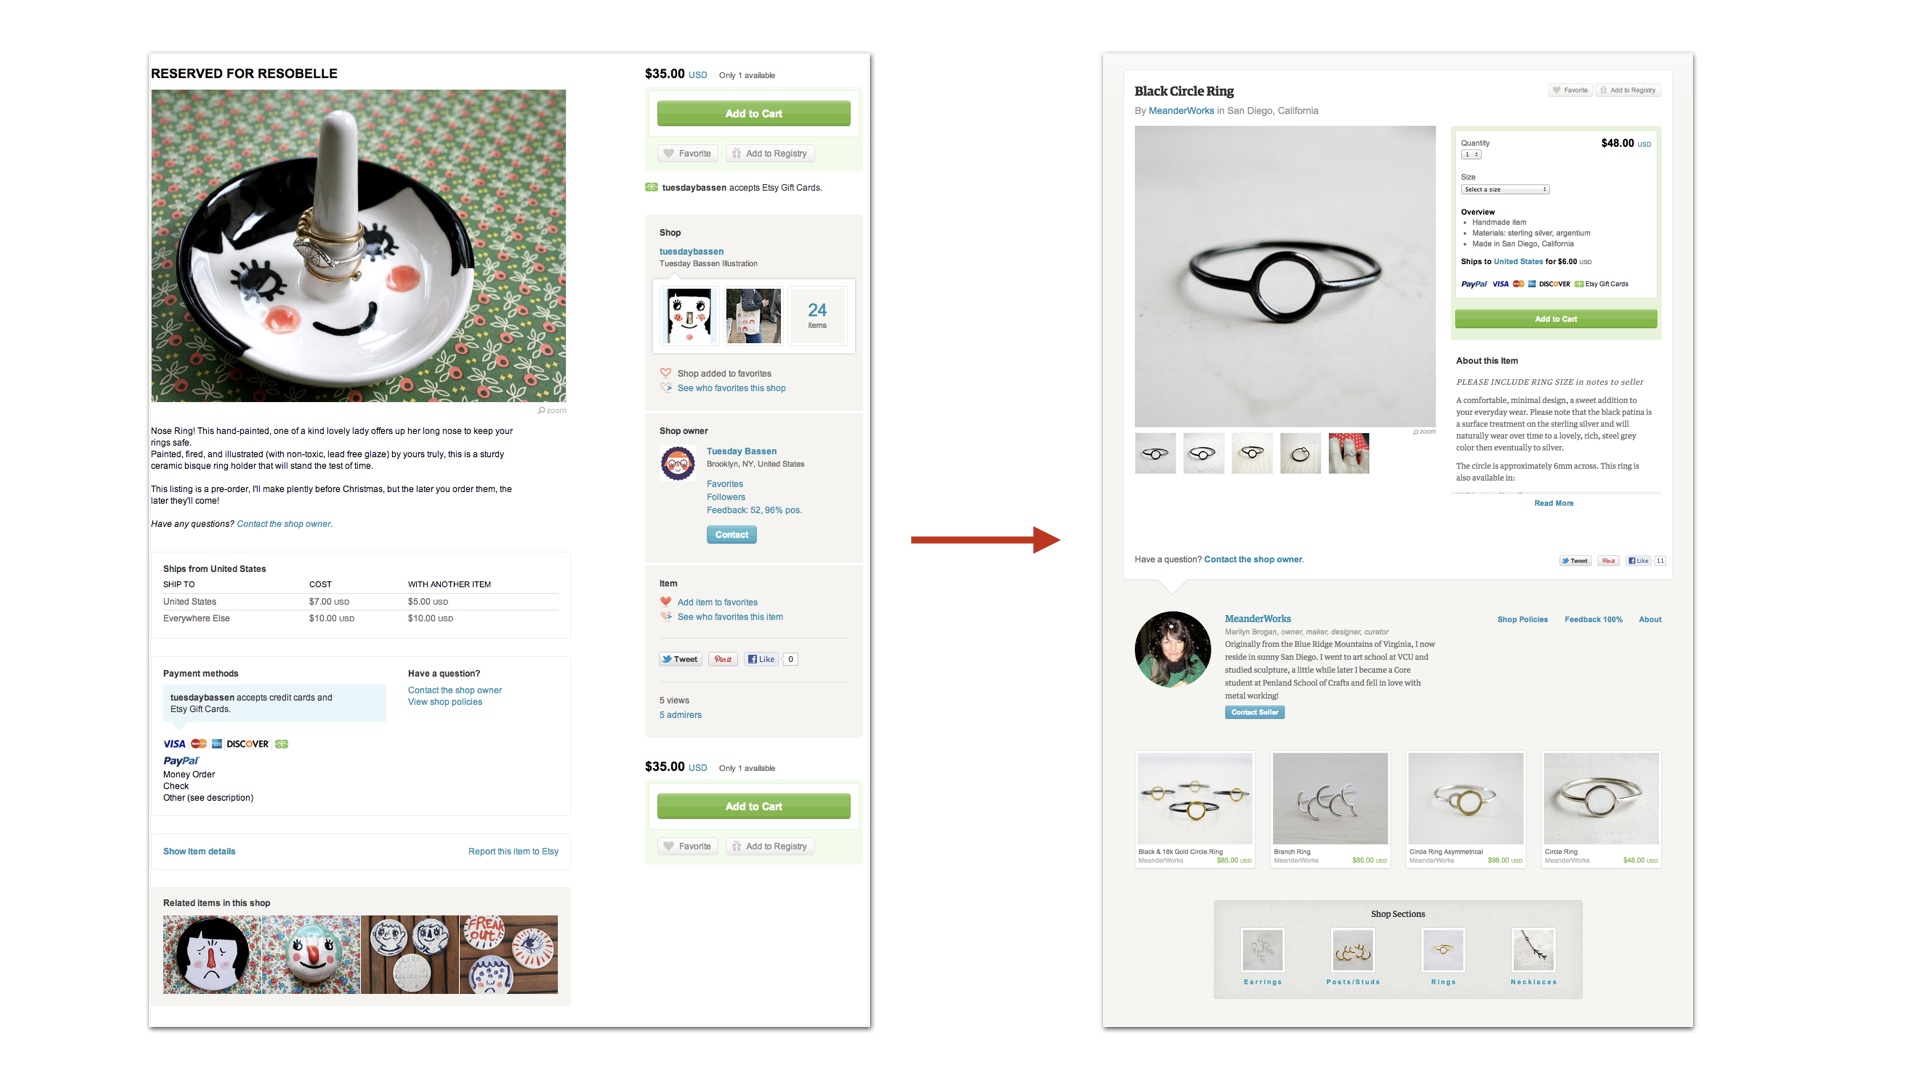 RESERVED FOR RESOBELLE
zoom
Nose Ring! This hand-painted, one of a kind lovely lady offers up her long nose to keep your
rings safe.
Painted, fired, and illustrated (with non-toxic, lead free glaze) by yours truly, this is a sturdy
ceramic bisque ring holder that will stand the test of time.
This listing is a pre-order, I'll make plently before Christmas, but the later you order them, the
later they'll come!
Have any questions? Contact the shop owner.
Ships from United States
SHIP TO COST WITH ANOTHER ITEM
United States $7.00 USD $5.00 USD
Everywhere Else $10.00 USD $10.00 USD
Payment methods
tuesdaybassen accepts credit cards and
Etsy Gift Cards.
VISA DISCOVER
PayPal
Money Order
Check
Other (see description)
Have a question?
Contact the shop owner
View shop policies
Show item details Report this item to Etsy
Related items in this shop
FREAK
OUT.
$35.00 USD Only 1 available
Add to Cart
Favorite Add to Registry
tuesdaybassen accepts Etsy Gift Cards.
Shop
tuesdaybassen
Tuesday Bassen Illustration
24
items
Shop added to favorites
See who favorites this shop
Shop owner
Tuesday Bassen
Brooklyn, NY, United States
Favorites
Followers
Feedback: 52, 96% pos.
Contact
Item
Add item to favorites
See who favorites this item
Tweet Pin it Like 0
5 views
5 admirers
$35.00 USD Only 1 available
Add to Cart
Favorite Add to Registry
Black Circle Ring
Favorite Add to Registry
By MeanderWorks in San Diego, California
zoom
Quantity $48.00 USD
1
Size
Select a size
Overview
Handmade item
Materials: sterling silver, argentium
Made in San Diego, California
Ships to United States for $6.00 USD
PayPal VISA DISCOVER Etsy Gift Cards
Add to Cart
About this Item
PLEASE INCLUDE RING SIZE in notes to seller
A comfortable, minimal design, a sweet addition to
your everyday wear. Please note that the black patina is
a surface treatment on the sterling silver and will
naturally wear over time to a lovely, rich, steel grey
color then eventually to silver.
The circle is approximately 6mm across. This ring is
also available in:
Read More
Have a question? Contact the shop owner.
Tweet Pin it Like 11
MeanderWorks
Marilyn Brogan, owner, maker, designer, curator
Originally from the Blue Ridge Mountains of Virginia, I now
reside in sunny San Diego. I went to art school at VCU and
studied sculpture, a little while later I became a Core
student at Penland School of Crafts and fell in love with
metal working!
Contact Seller
Shop Policies Feedback 100% About
Black & 18k Gold Circle Ring
MeanderWorks $65.00 USD
Branch Ring
MeanderWorks $85.00 USD
Circle Ring Asymmetrical
MeanderWorks $98.00 USD
Circle Ring
MeanderWorks $48.00 USD
Shop Sections
Earrings Posts/Studs Rings Necklaces